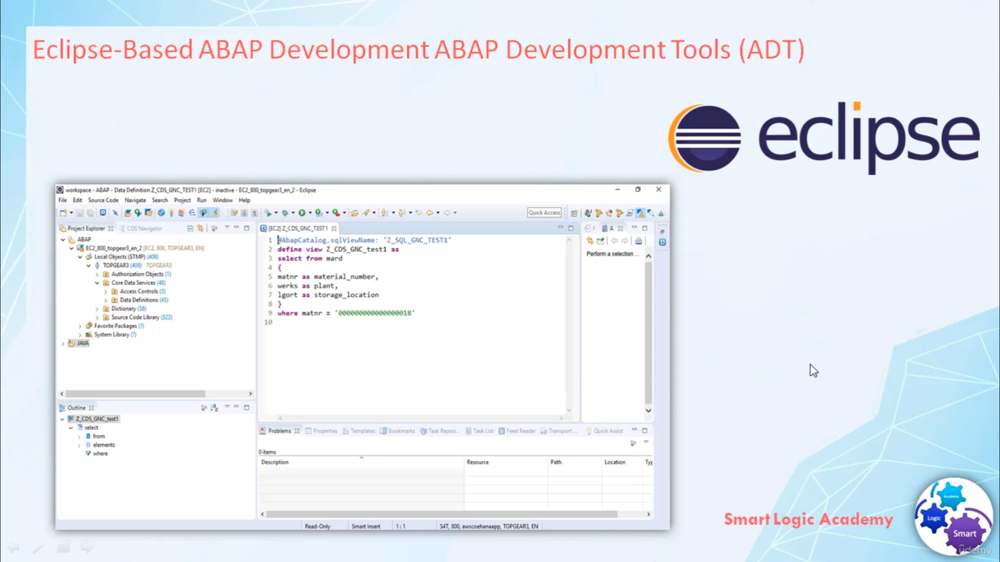 Eclipse-Based ABAP Development ABAP Development Tools (ADT)
eclipse
workspace - ABAP - Data Definition Z_CDS_GNC_TEST1 [EC2] - inactive - EC2_800_topgear3_en_2 - Eclipse
File Edit Source Code Navigate Search Project Run Window Help
Quick Access
Project Explorer CDS Navigator
ABAP
EC2_800_topgear3_en_2 [EC2, 800, TOPGEAR3, EN]
Local Objects ($TMP) (409)
TOPGEAR3 (409) TOPGEAR3
Authorization Objects (1)
Core Data Services (48)
Access Controls (3)
Data Definitions (45)
Dictionary (38)
Source Code Library (322)
Favorite Packages (?)
System Library (?)
JAVA
[EC2] Z_CDS_GNC_TEST1
1 @AbapCatalog.sqlViewName: 'Z_SQL_GNC_TEST1'
2 define view Z_CDS_GNC_test1 as
3 select from mard
4 {
5 matnr as material_number,
6 werks as plant,
7 lgort as storage_location
8 }
9 where matnr = '000000000000000018'
10
F A
Perform a selection ...
Outline
Z_CDS_GNC_test1
select
from
elements
where
Problems Properties Templates Bookmarks Task Reposi... Task List Feed Reader Transport ... Quick Assist
0 items
Description Resource Path Location Typ
Read-Only Smart Insert 1 : 1 S4T, 800, awscoehanaapp, TOPGEAR3, EN
Smart Logic Academy
Academy
Logic
Smart
ûdemy